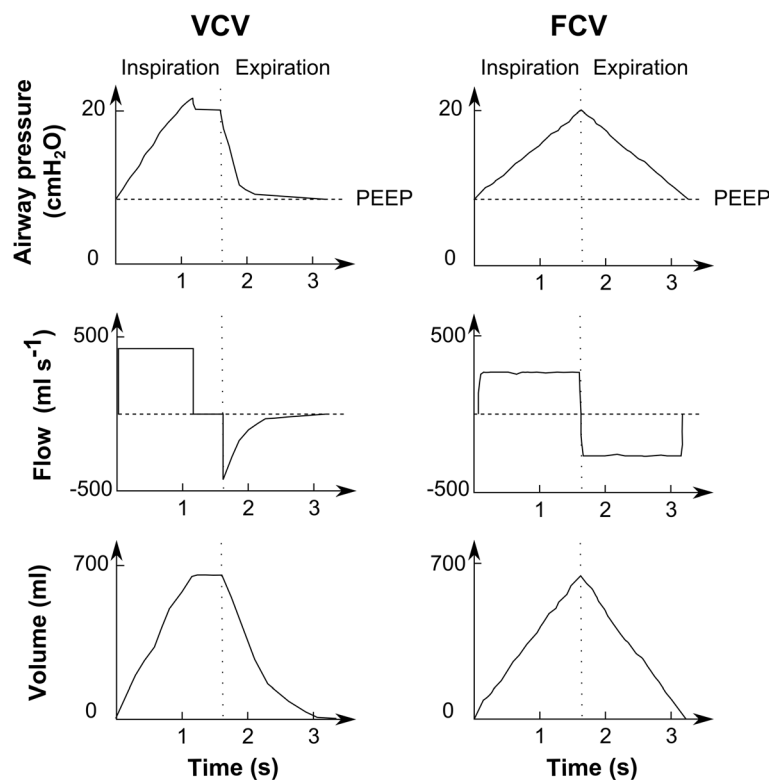 VCV
FCV
Inspiration Expiration
Inspiration Expiration
Airway pressure
(cmH₂O)
20
0
PEEP
1 2 3
20
0
PEEP
1 2 3
Flow (ml s⁻¹)
500
-500
1 2 3
500
-500
1 2 3
Volume (ml)
700
0
1 2 3
Time (s)
700
0
1 2 3
Time (s)